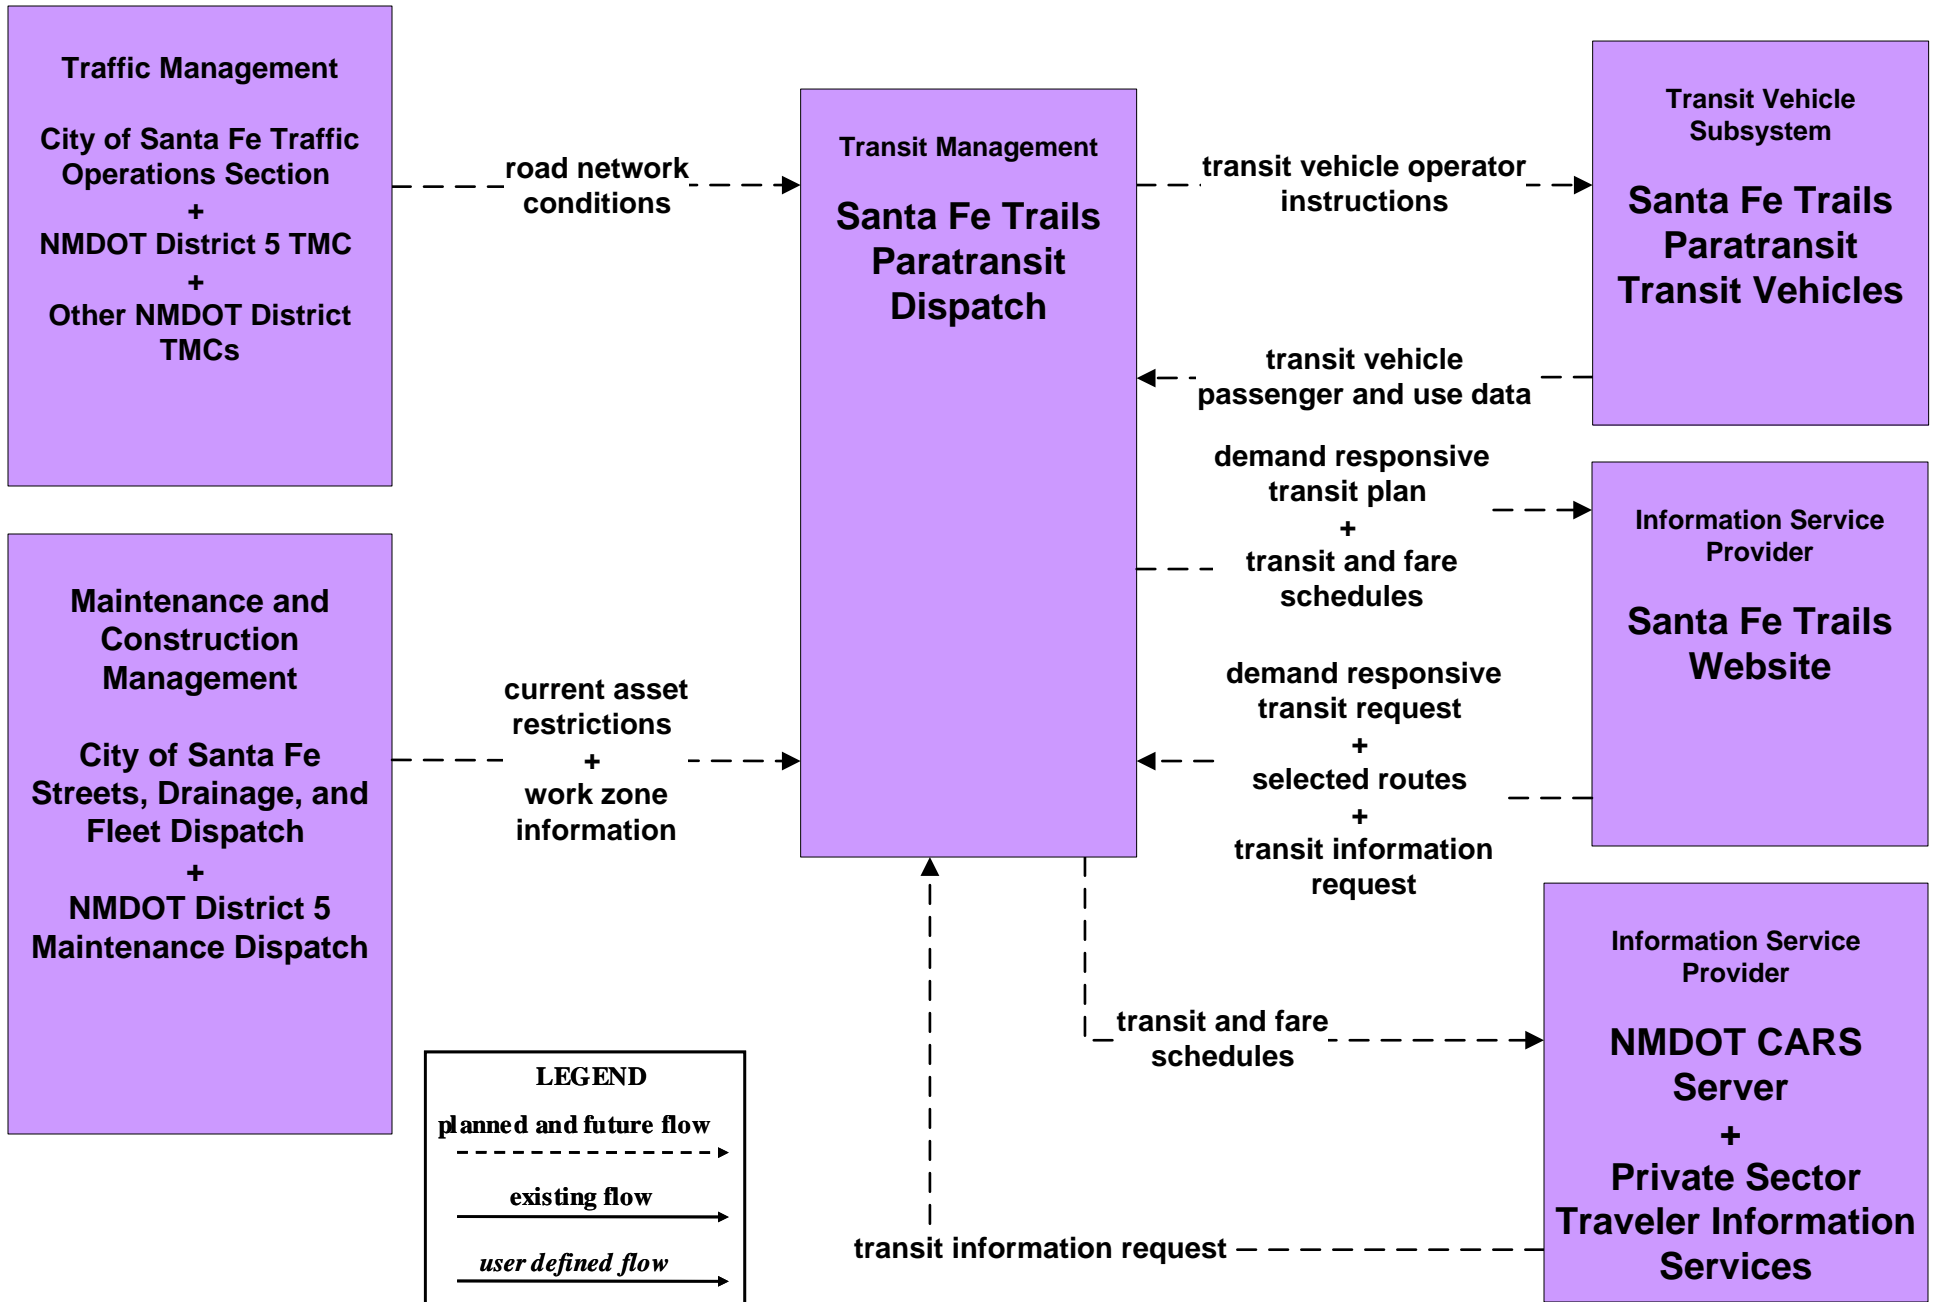 Traffic Management
City of Santa Fe Traffic
Operations Section
+
NMDOT District 5 TMC
+
Other NMDOT District
TMCs
road network
conditions
Transit Management
Santa Fe Trails
Paratransit
Dispatch
transit vehicle operator
instructions
Transit Vehicle
Subsystem
Santa Fe Trails
Paratransit
Transit Vehicles
transit vehicle
passenger and use data
demand responsive
transit plan
+
transit and fare
schedules
Information Service
Provider
Santa Fe Trails
Website
demand responsive
transit request
+
selected routes
+
transit information
request
Maintenance and
Construction
Management
City of Santa Fe
Streets, Drainage, and
Fleet Dispatch
+
NMDOT District 5
Maintenance Dispatch
current asset
restrictions
+
work zone
information
Information Service
Provider
NMDOT CARS
Server
+
Private Sector
Traveler Information
Services
transit and fare
schedules
transit information request
LEGEND
planned and future flow
existing flow
user defined flow